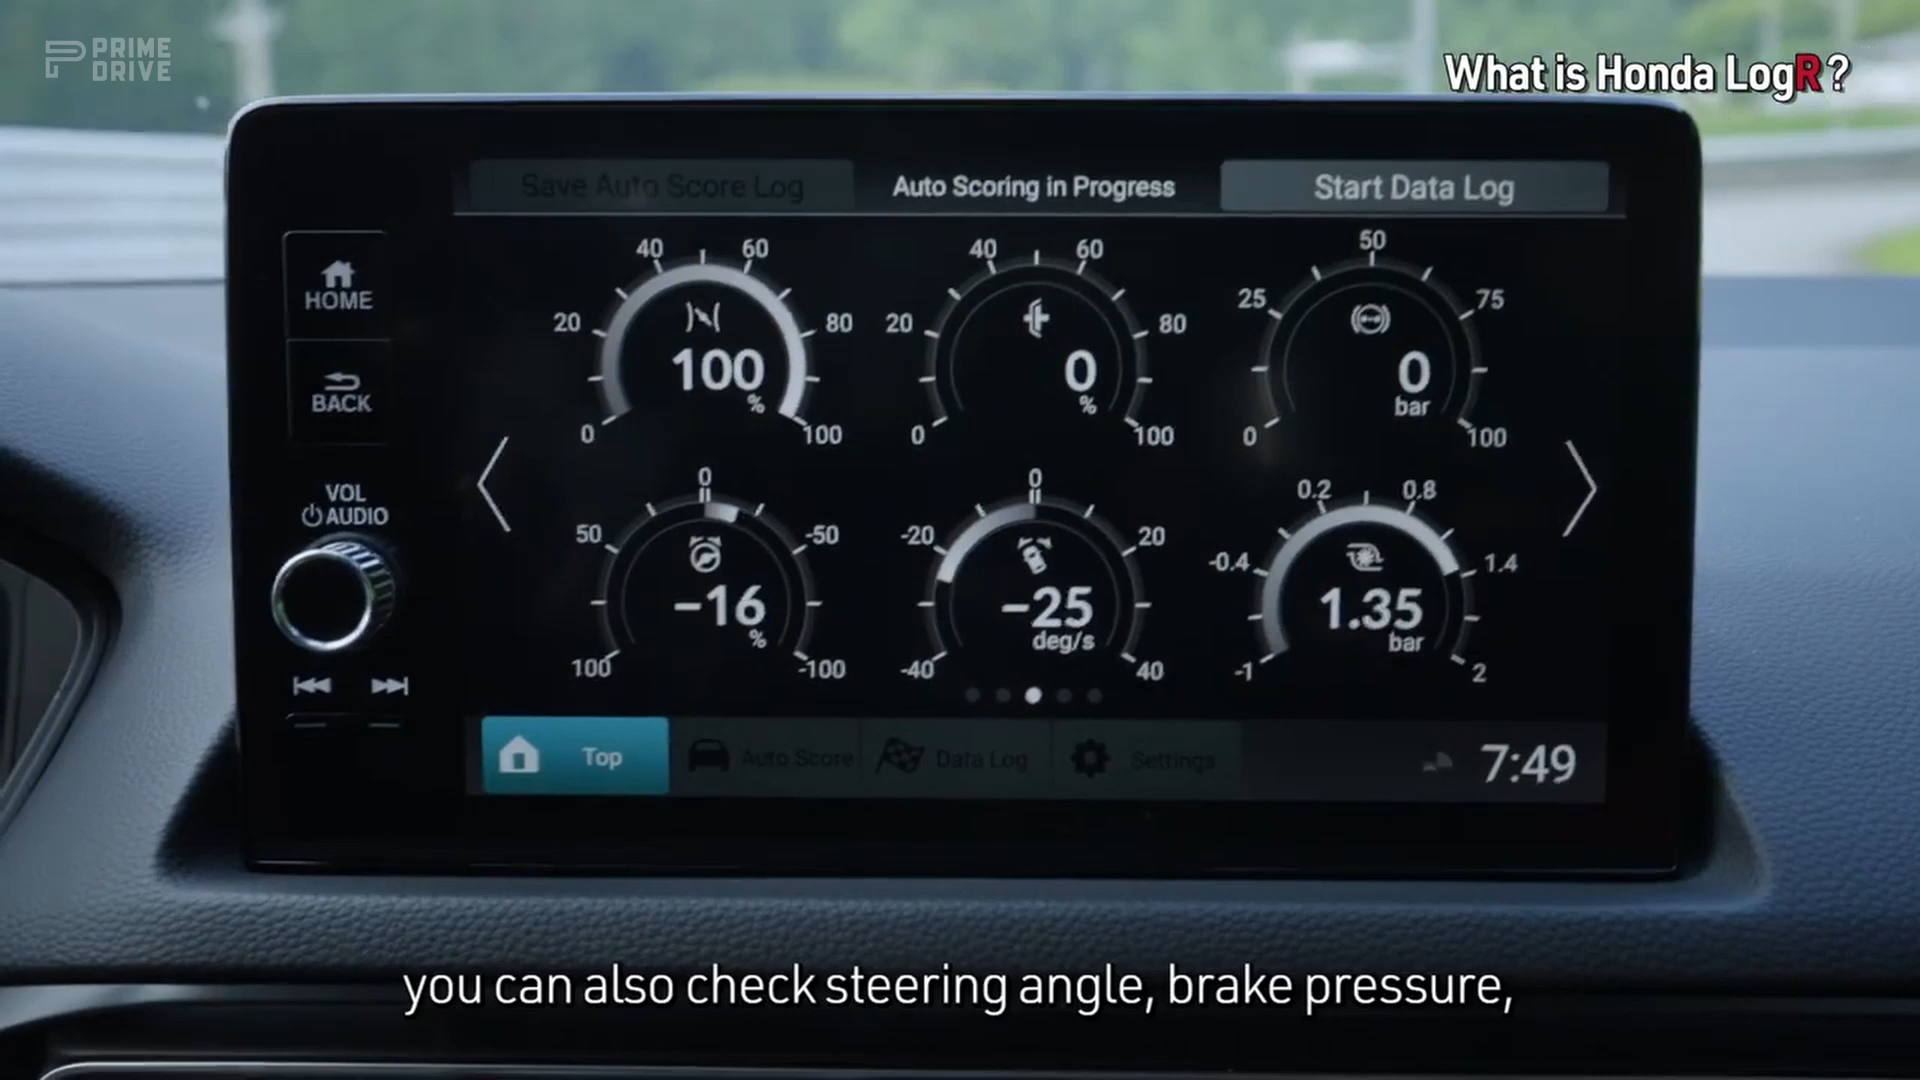 PRIME
DRIVE
What is Honda LogR?
Save Auto Score Log
Auto Scoring in Progress
Start Data Log
HOME
BACK
VOL
AUDIO
0 20 40 60 80 100
100
%
0 20 40 60 80 100
0
%
0 25 50 75 100
0
bar
100 50 0 -50 -100
-16
%
-40 -20 0 20 40
-25
deg/s
-1 -0.4 0.2 0.8 1.4 2
1.35
bar
Top
Auto Score
Data Log
Settings
7:49
you can also check steering angle, brake pressure,